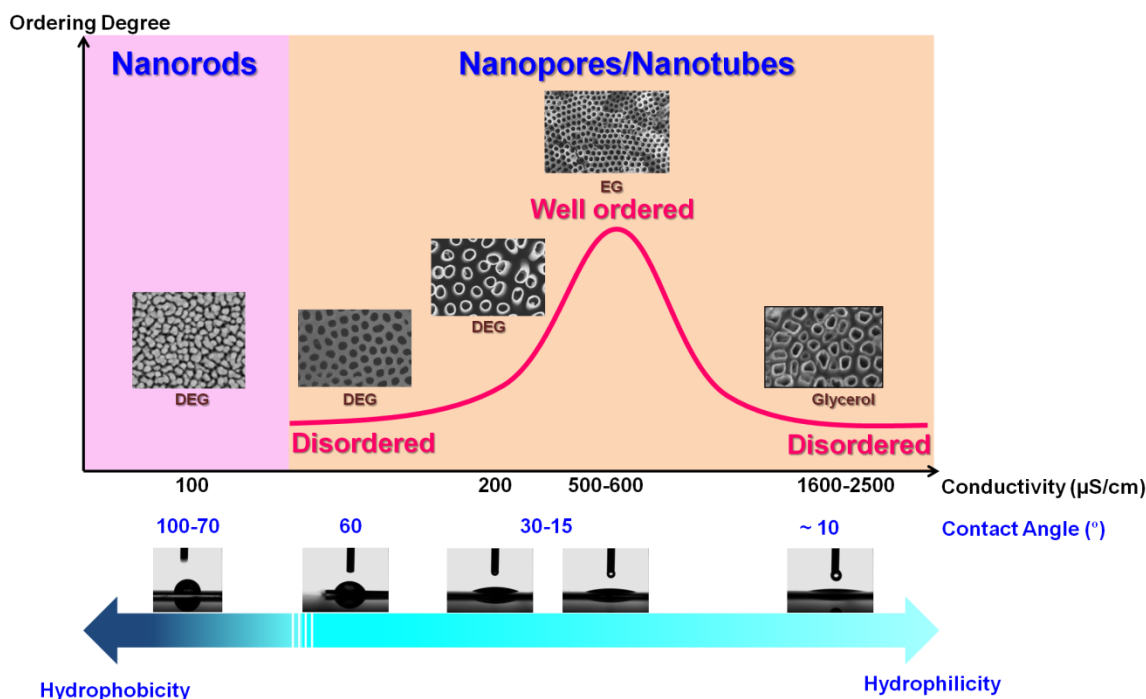 Ordering Degree
Nanorods
Nanopores/Nanotubes
EG
Well ordered
DEG
DEG
DEG
Glycerol
Disordered
Disordered
100
200
500-600
1600-2500
Conductivity (µS/cm)
100-70
60
30-15
~ 10
Contact Angle (º)
Hydrophobicity
Hydrophilicity